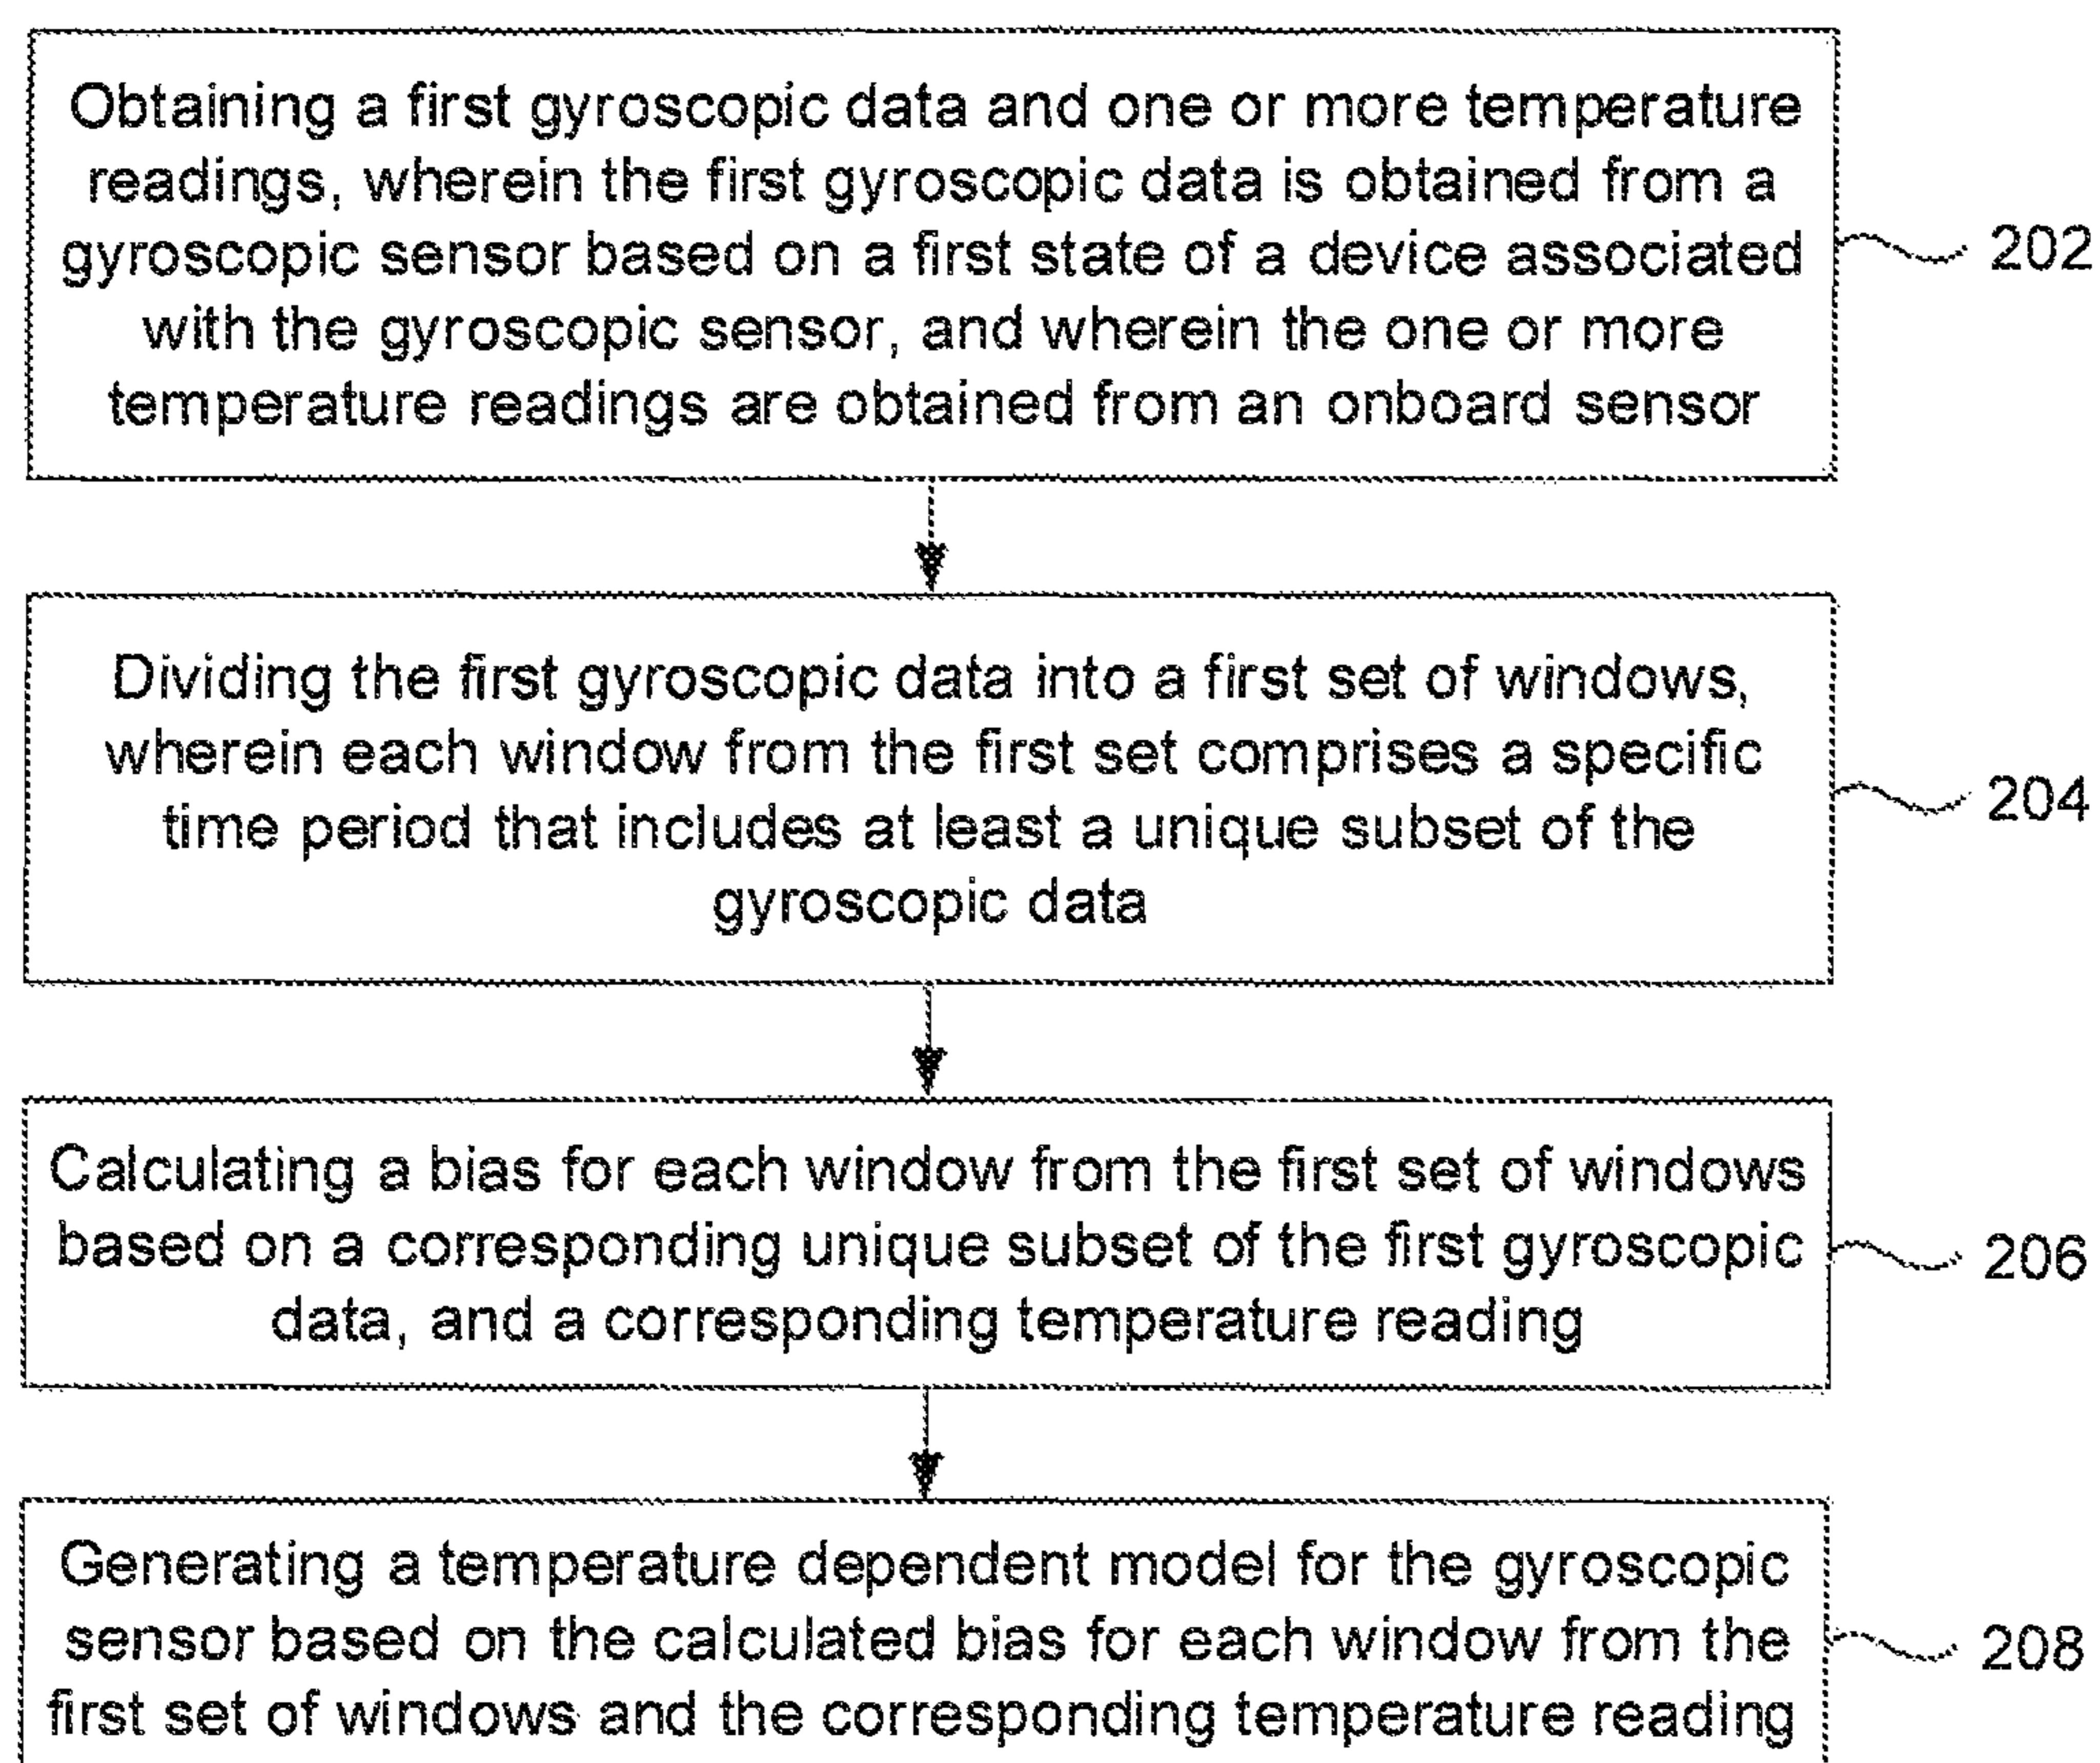 Obtaining a first gyroscopic data and one or more temperature
readings, wherein the first gyroscopic data is obtained from a
gyroscopic sensor based on a first state of a device associated
with the gyroscopic sensor, and wherein the one or more
temperature readings are obtained from an onboard sensor
202
Dividing the first gyroscopic data into a first set of windows,
wherein each window from the first set comprises a specific
time period that includes at least a unique subset of the
gyroscopic data
204
Calculating a bias for each window from the first set of windows
based on a corresponding unique subset of the first gyroscopic
data, and a corresponding temperature reading
206
Generating a temperature dependent model for the gyroscopic
sensor based on the calculated bias for each window from the
first set of windows and the corresponding temperature reading
208